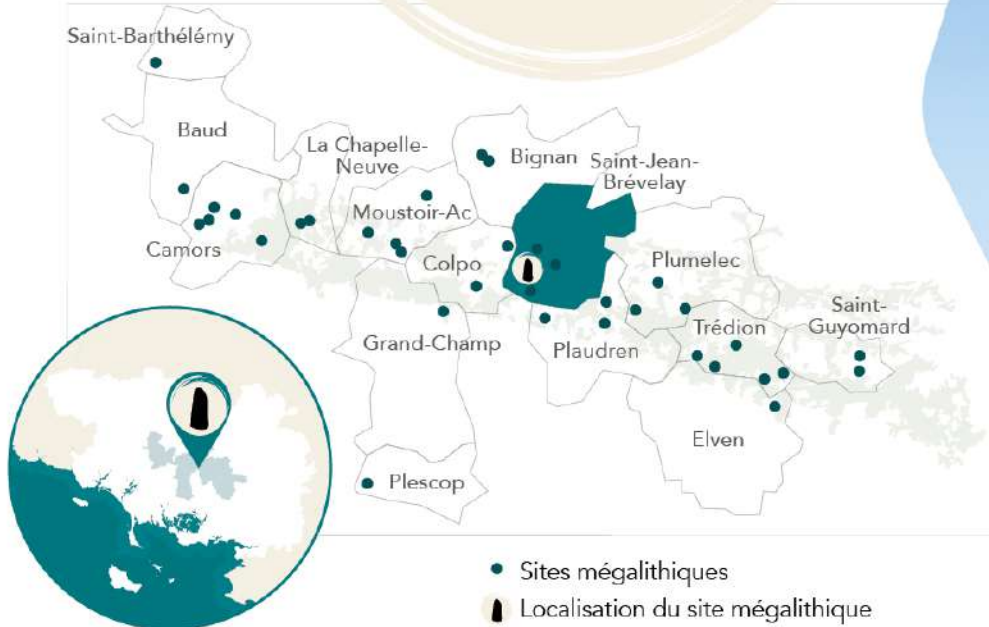 Saint-Barthélémy
Baud
La Chapelle-
Neuve
Bignan
Saint-Jean-
Brévelay
Moustoir-Ac
Camors
Colpo
Plumelec
Saint-
Guyomard
Trédion
Grand-Champ
Plaudren
Elven
Plescop
Sites mégalithiques
Localisation du site mégalithique